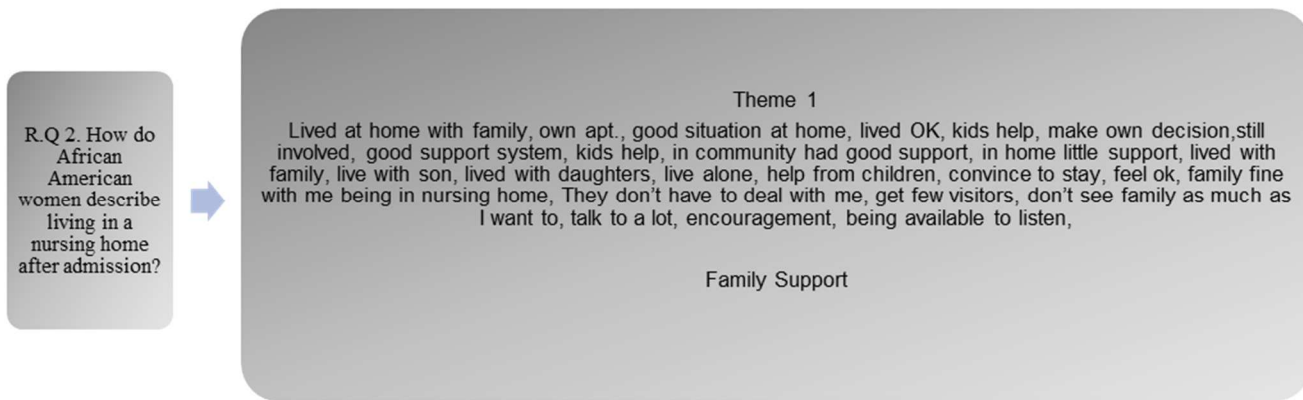 R.Q 2. How do
African
American
women describe
living in a
nursing home
after admission?
Theme 1
Lived at home with family, own apt., good situation at home, lived OK, kids help, make own decision,still
involved, good support system, kids help, in community had good support, in home little support, lived with
family, live with son, lived with daughters, live alone, help from children, convince to stay, feel ok, family fine
with me being in nursing home, They don’t have to deal with me, get few visitors, don’t see family as much as
I want to, talk to a lot, encouragement, being available to listen,
Family Support